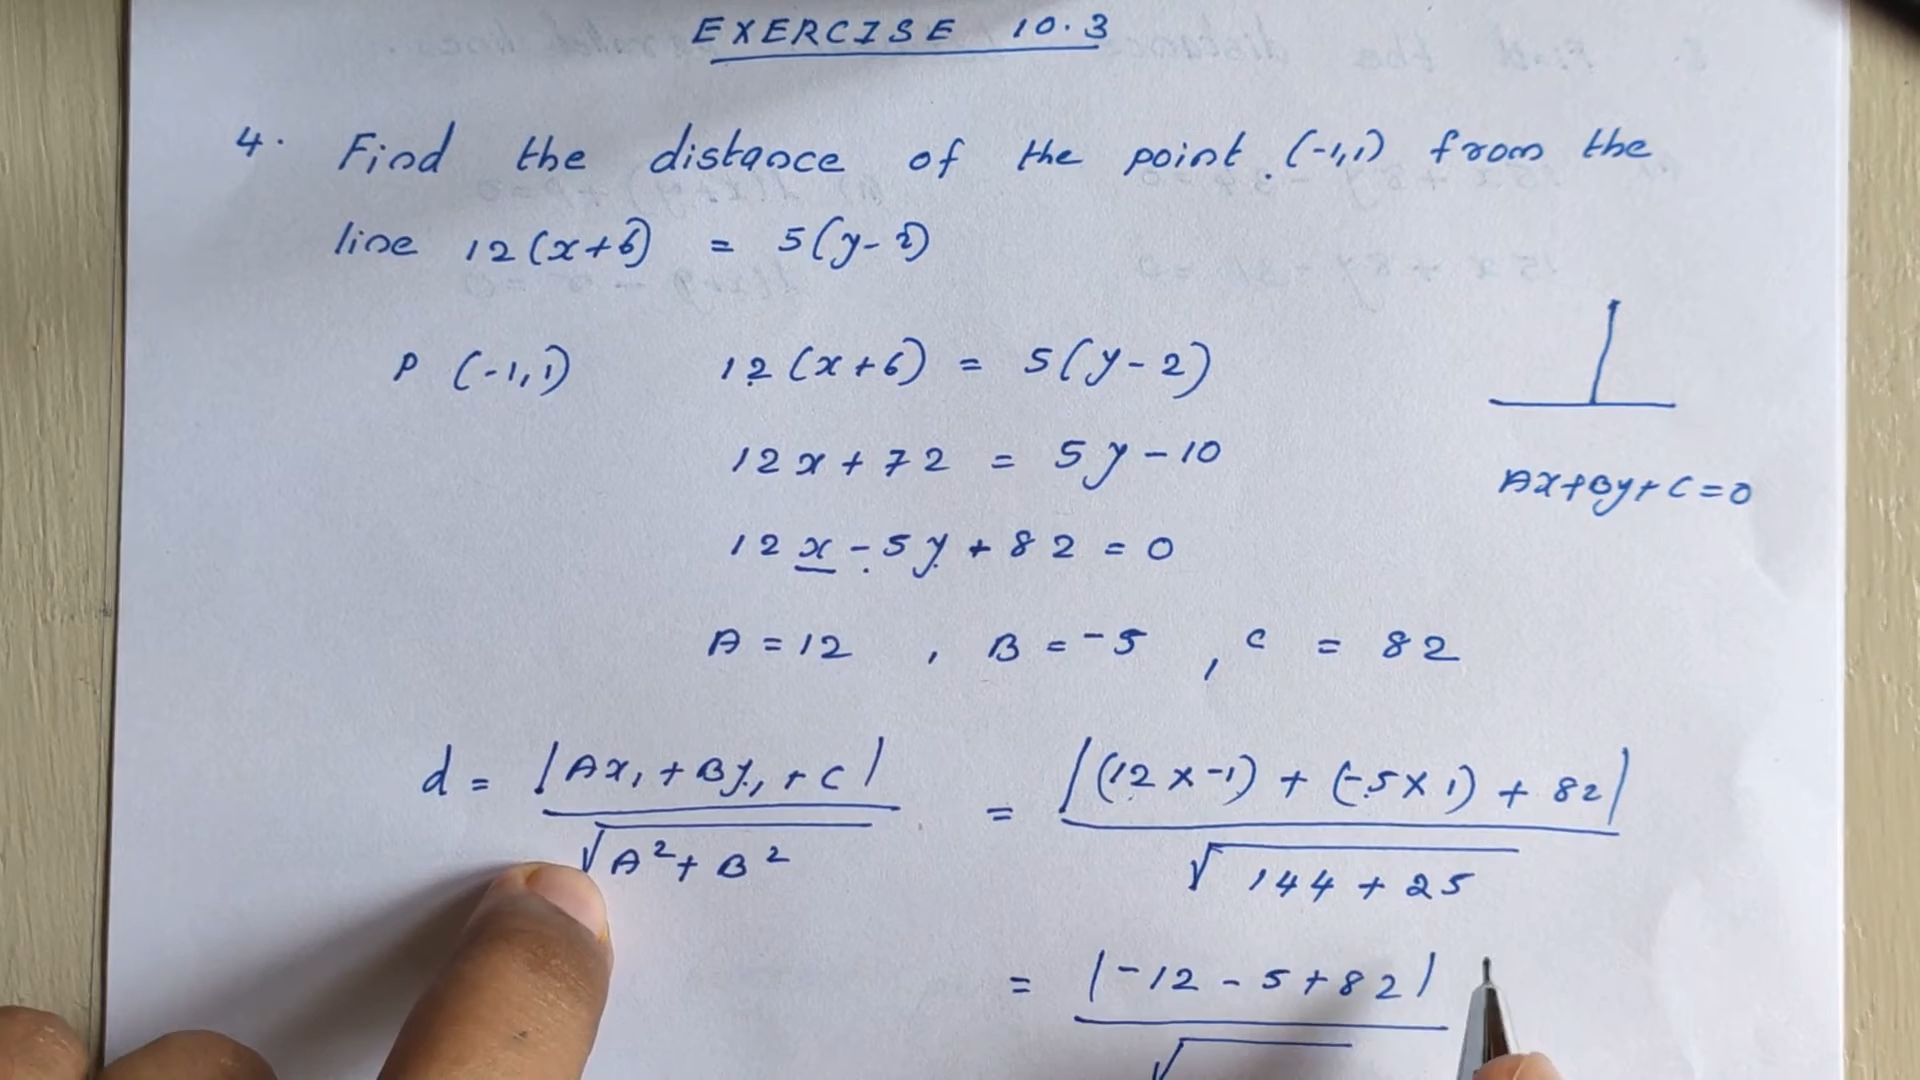 EXERCISE 10.3
4. Find the distance of the point (-1,1) from the
line 12(x+6) = 5(y-2)
P (-1,1) 12(x+6) = 5(y-2)
12x+72 = 5y-10
Ax+By+C=0
12x-5y+82=0
A=12, B=-5, C = 82
d = |Ax₁+By₁+C| / √A²+B² = |(12×-1)+(-5×1)+82| / √144+25
= |-12-5+82| / √